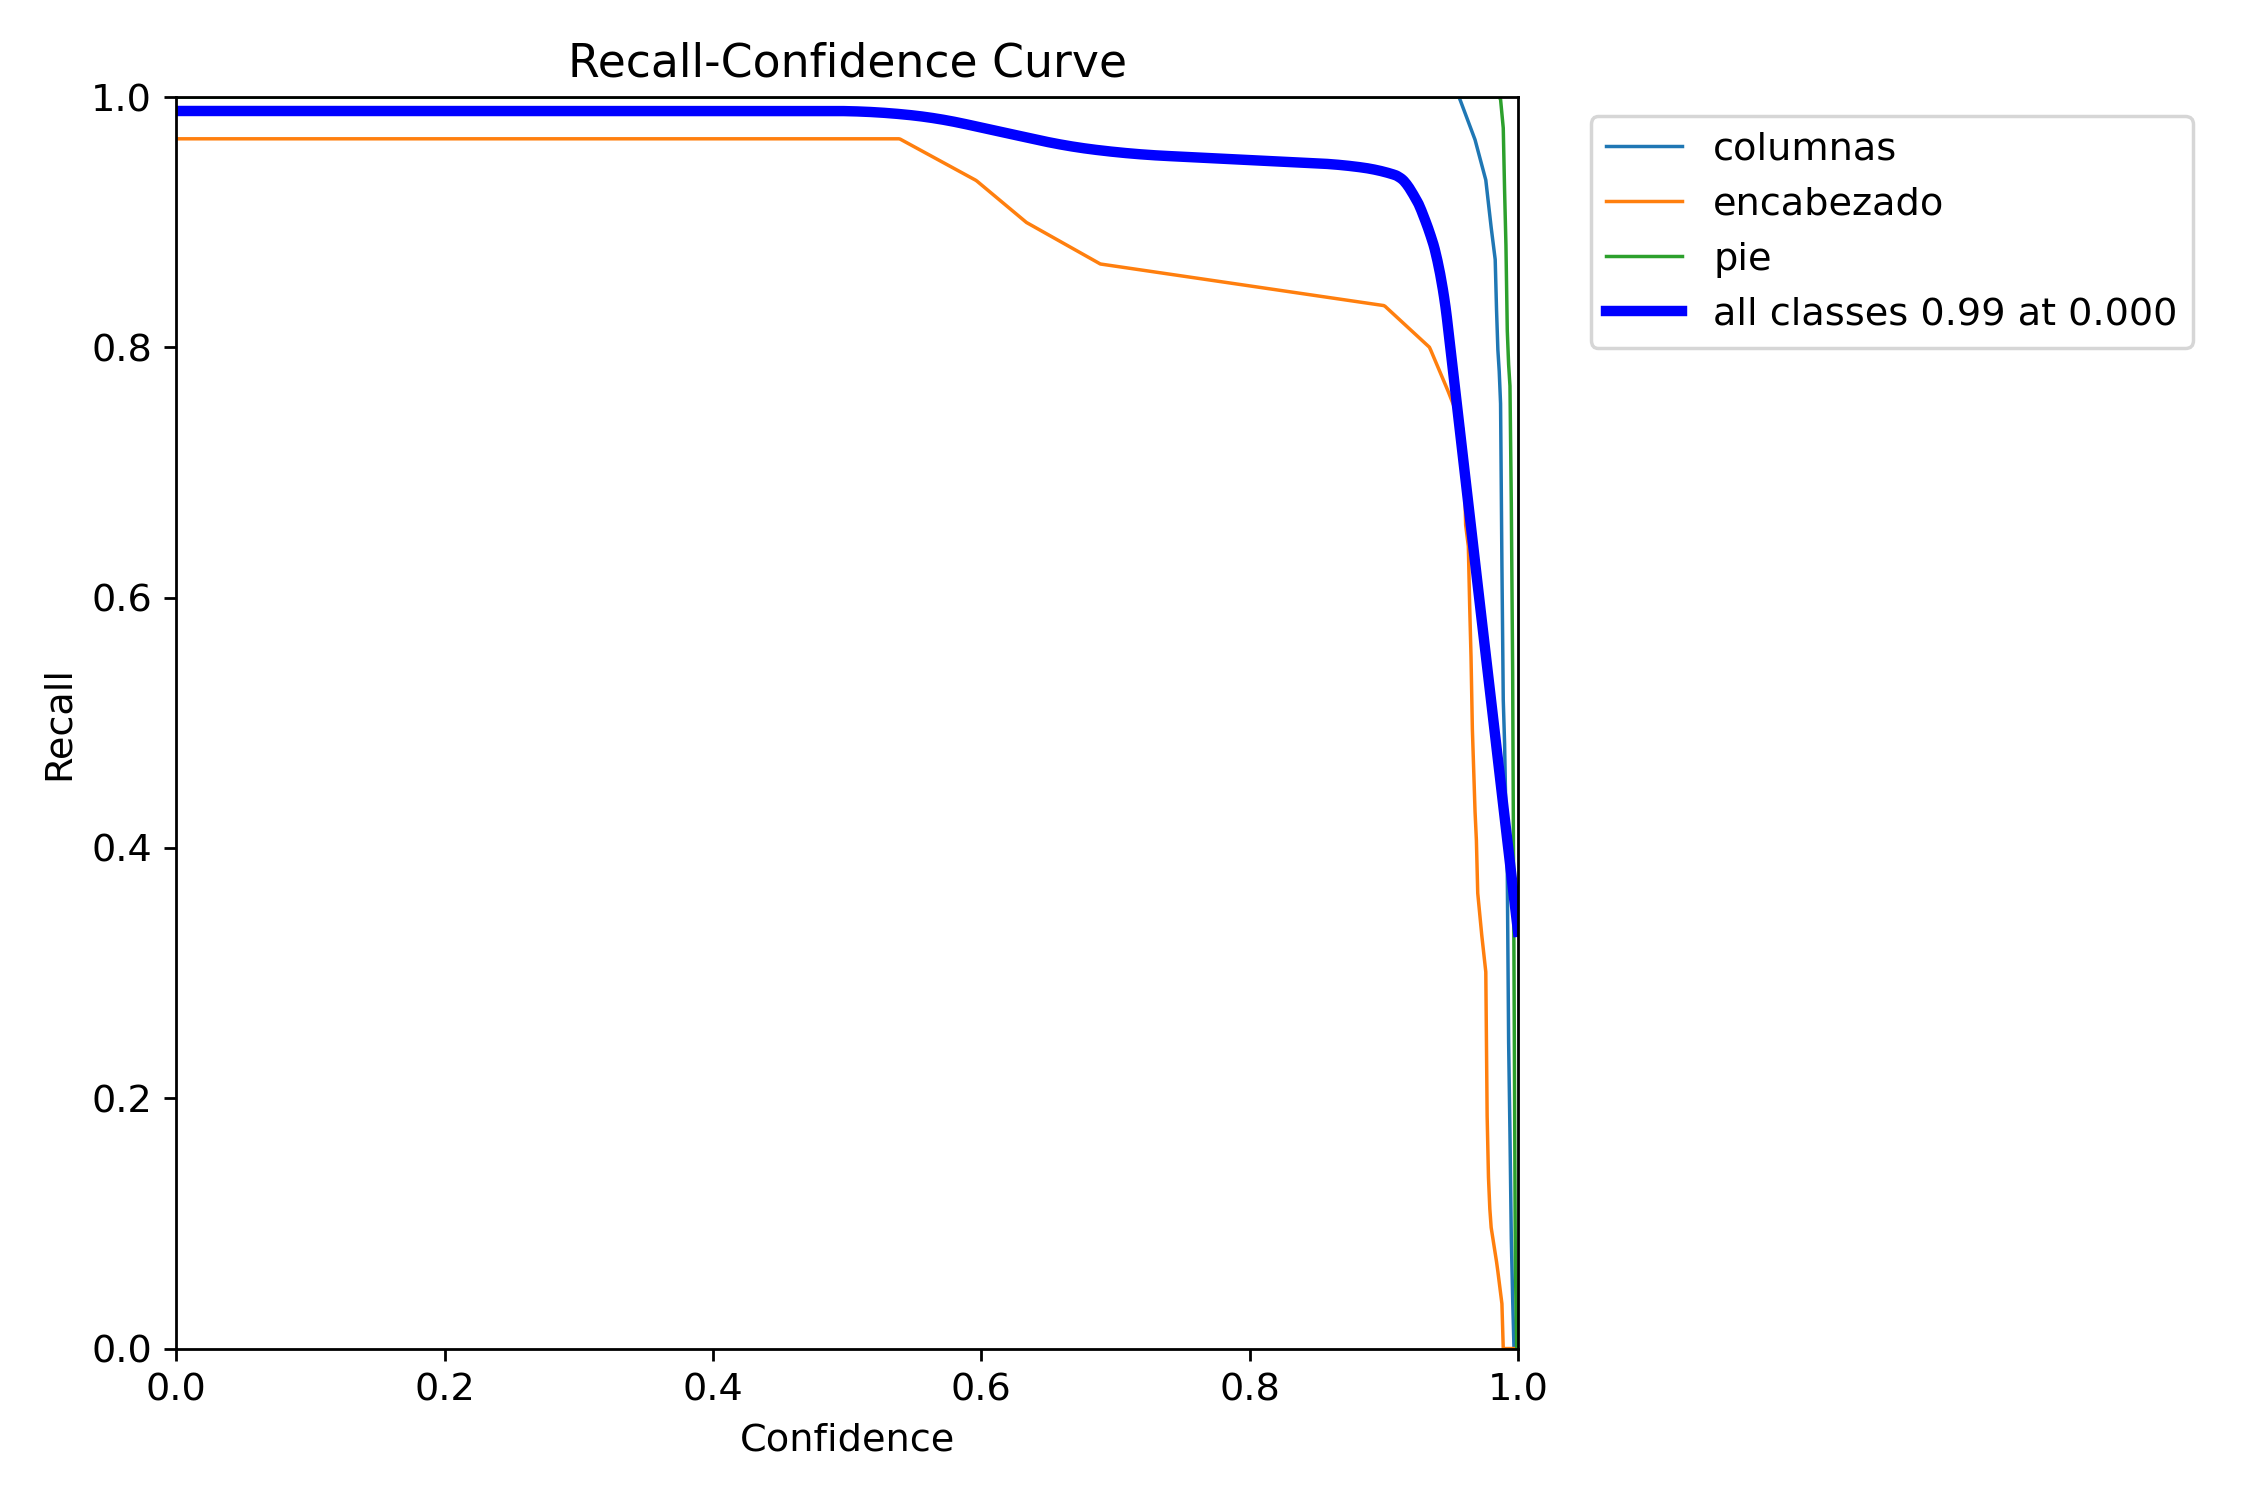 Recall-Confidence Curve
1.0
0.8
0.6
0.4
0.2
0.0
Recall
0.0 0.2 0.4 0.6 0.8 1.0
Confidence
columnas
encabezado
pie
all classes 0.99 at 0.000